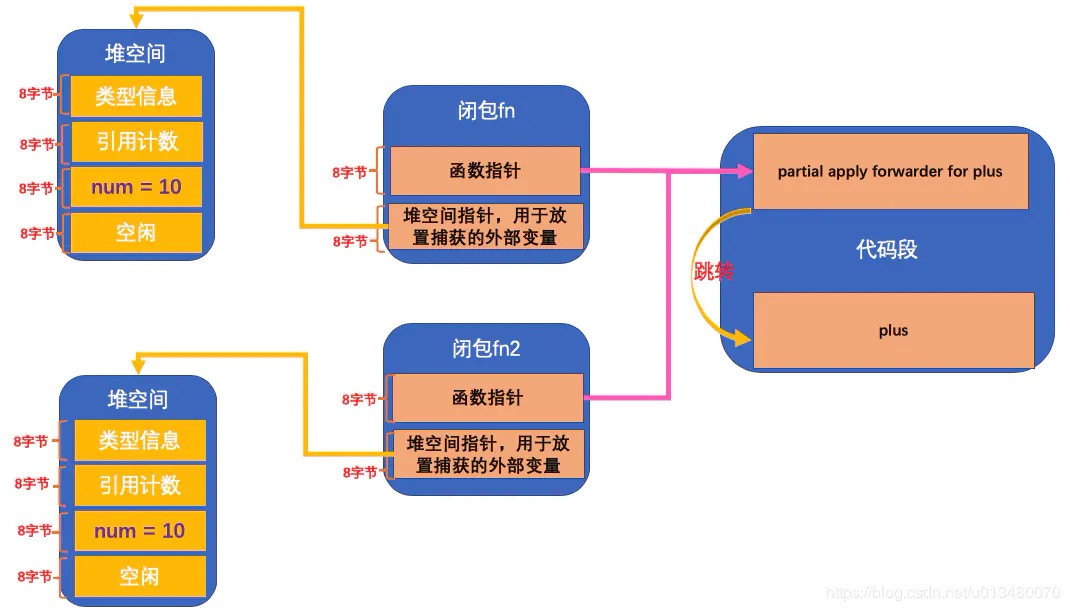 堆空间
8字节
类型信息
8字节
引用计数
8字节
num = 10
8字节
空闲
闭包fn
8字节
函数指针
8字节
堆空间指针，用于放
置捕获的外部变量
partial apply forwarder for plus
代码段
跳转
plus
闭包fn2
8字节
函数指针
8字节
堆空间指针，用于放
置捕获的外部变量
堆空间
8字节
类型信息
8字节
引用计数
8字节
num = 10
8字节
空闲
https://blog.csdn.net/u013480070